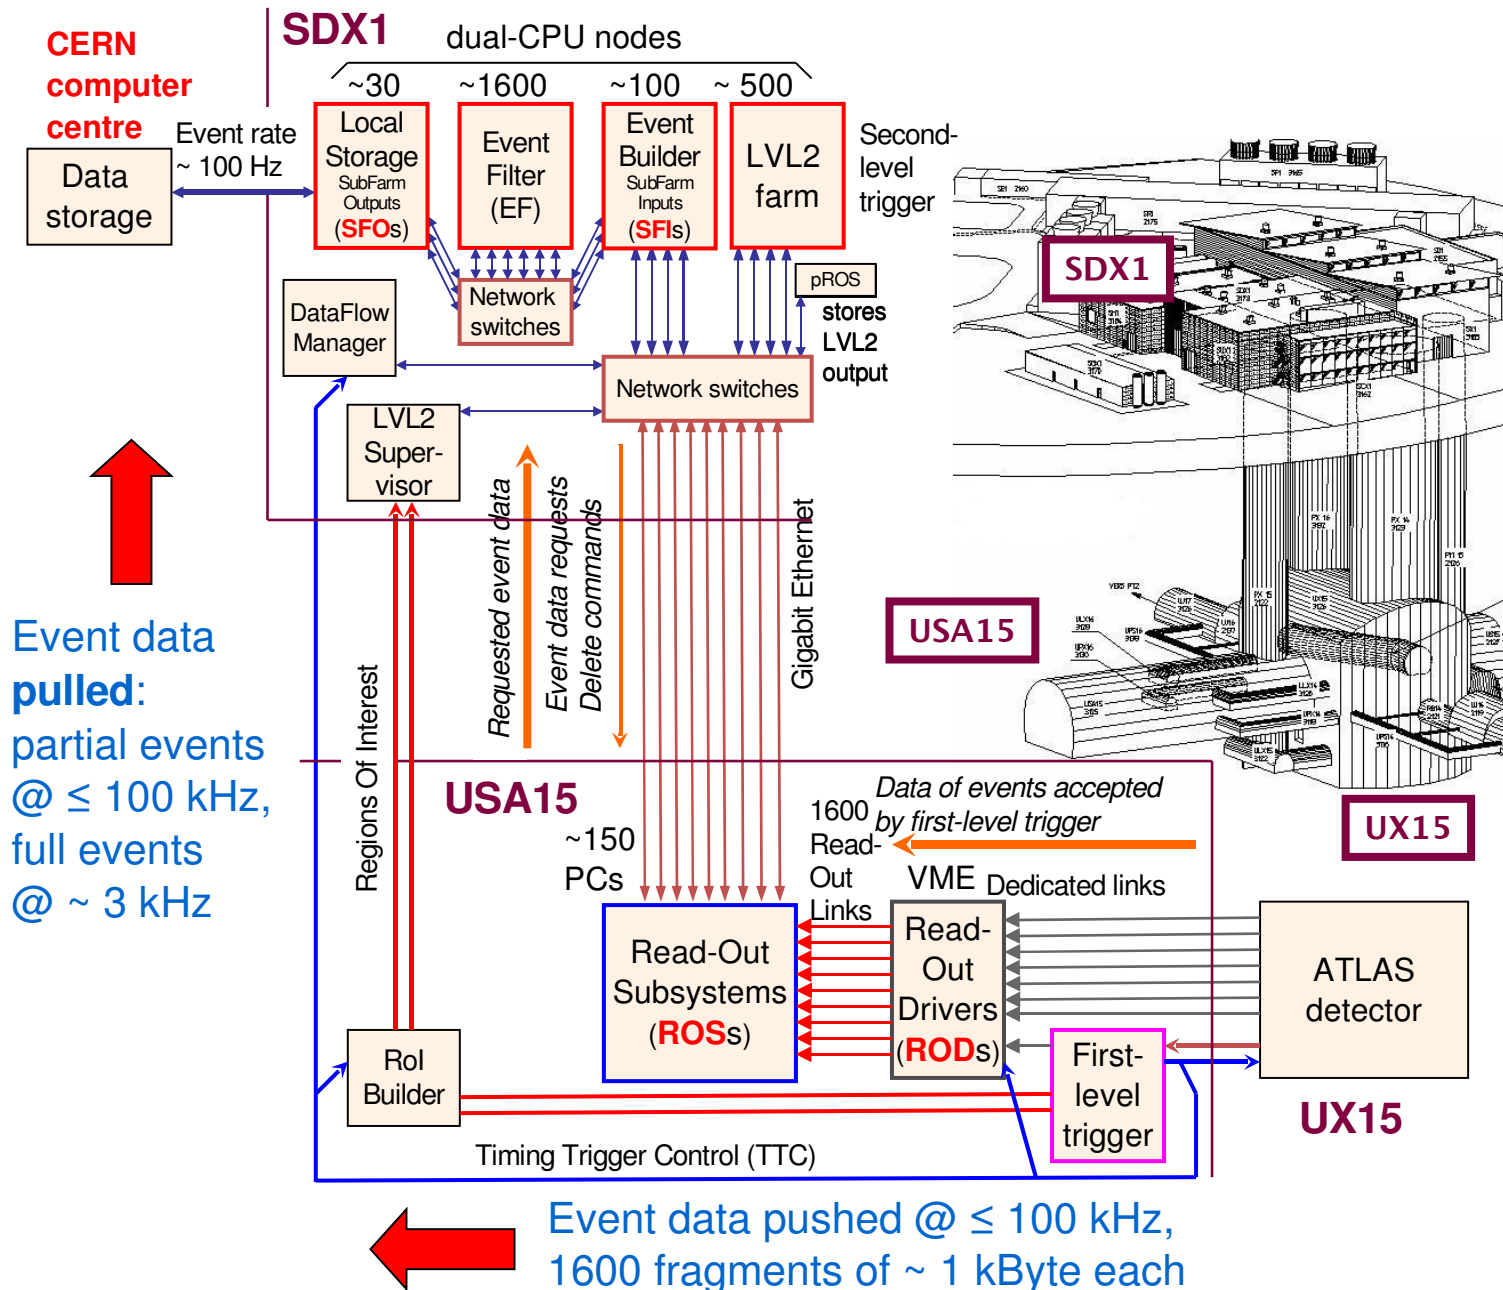 SDX1
dual-CPU nodes
CERN
computer
centre
~30
~1600
~100
~ 500
Event rate
~ 100 Hz
Data
storage
Local
Storage
SubFarm
Outputs
(SFOs)
Event
Filter
(EF)
Event
Builder
SubFarm
Inputs
(SFIs)
LVL2
farm
Second-
level
trigger
Network
switches
pROS
stores
LVL2
output
DataFlow
Manager
Network switches
LVL2
Super-
visor
Requested event data
Event data requests
Delete commands
Gigabit Ethernet
Regions Of Interest
Event data
pulled:
partial events
@ ≤ 100 kHz,
full events
@ ~ 3 kHz
SDX1
USA15
UX15
USA15
Data of events accepted
by first-level trigger
~150
PCs
1600
Read-
Out
Links
VME
Dedicated links
Read-Out
Subsystems
(ROSs)
Read-
Out
Drivers
(RODs)
ATLAS
detector
UX15
First-
level
trigger
RoI
Builder
Timing Trigger Control (TTC)
Event data pushed @ ≤ 100 kHz,
1600 fragments of ~ 1 kByte each